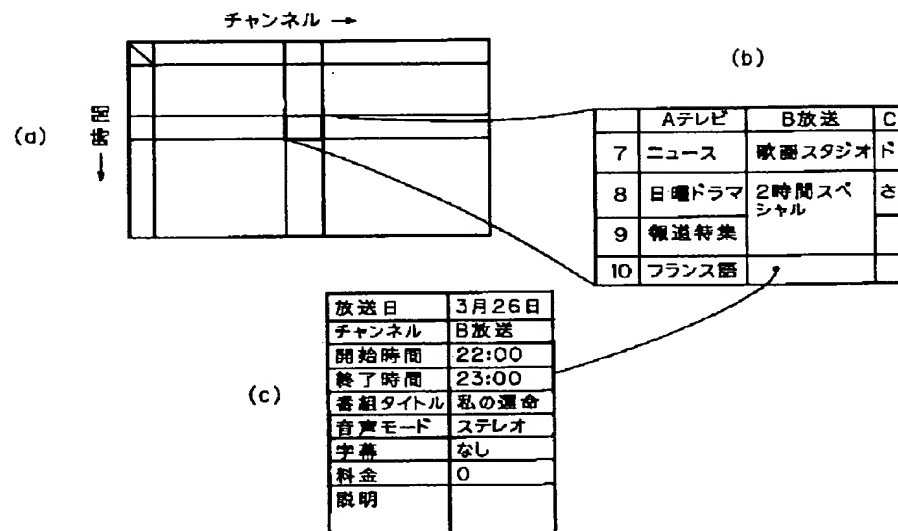 チャンネル →
(a)
時間
↓
(b)
Aテレビ B放送 C
7 ニュース 歌画スタジオ ド
8 日曜ドラマ 2時間スペ さ
シャル
9 報道特集
10 フランス語
(c)
放送日 3月26日
チャンネル B放送
開始時間 22:00
終了時間 23:00
番組タイトル 私の運命
音声モード ステレオ
字幕 なし
料金 0
説明